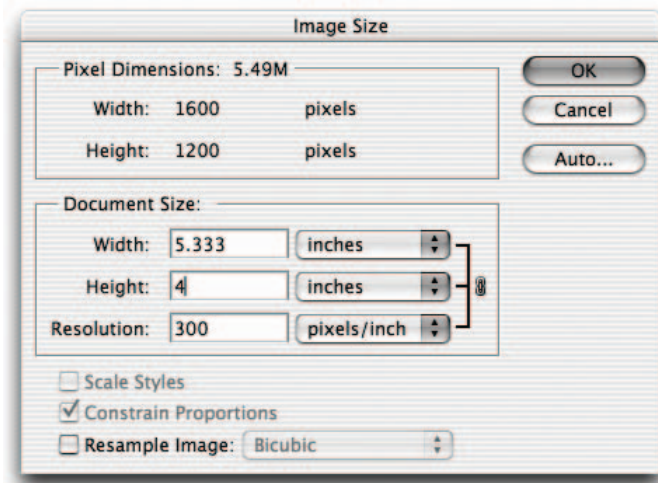 Image Size
Pixel Dimensions: 5.49M
Width: 1600 pixels
Height: 1200 pixels
OK
Cancel
Auto...
Document Size:
Width: 5.333 inches
Height: 4 inches
Resolution: 300 pixels/inch
Scale Styles
Constrain Proportions
Resample Image: Bicubic